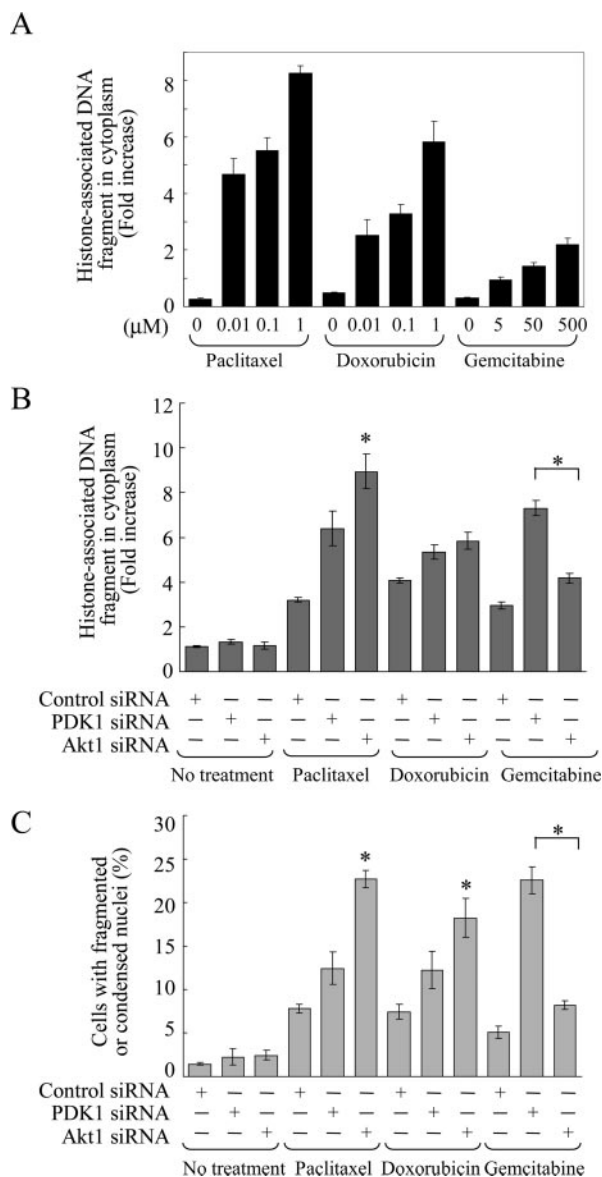 A
Histone-associated DNA
fragment in cytoplasm
(Fold increase)
8
6
4
2
0
(μM)
0 0.01 0.1 1 0 0.01 0.1 1 0 5 50 500
Paclitaxel Doxorubicin Gemcitabine
B
Histone-associated DNA
fragment in cytoplasm
(Fold increase)
12
10
8
6
4
2
0
* *
Control siRNA + — — + — — + — — + — —
PDK1 siRNA — + — — + — — + — — + —
Akt1 siRNA — — + — — + — — + — — +
No treatment Paclitaxel Doxorubicin Gemcitabine
C
Cells with fragmented
or condensed nuclei (%)
30
25
20
15
10
5
0
* * *
Control siRNA + — — + — — + — — + — —
PDK1 siRNA — + — — + — — + — — + —
Akt1 siRNA — — + — — + — — + — — +
No treatment Paclitaxel Doxorubicin Gemcitabine